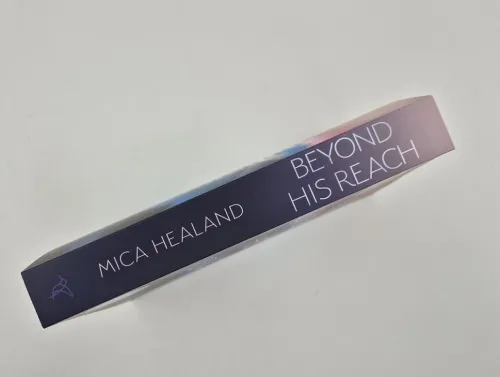 MICA HEALAND
BEYOND
HIS REACH